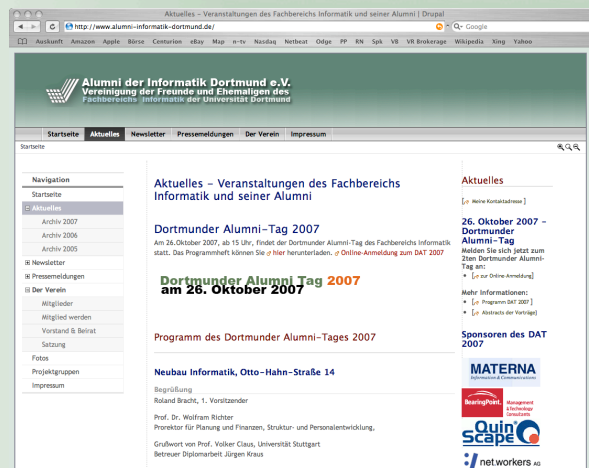 Aktuelles – Veranstaltungen des Fachbereichs Informatik und seiner Alumni | Drupal
http://www.alumni-informatik-dortmund.de/
Google
Auskunft Amazon Apple Börse Centurion eBay Map n-tv Nasdaq Netbeat Odge PP RN Spk VB VR Brokerage Wikipedia Xing Yahoo
Alumni der Informatik Dortmund e.V.
Vereinigung der Freunde und Ehemaligen des
Fachbereichs Informatik der Universität Dortmund
Startseite Aktuelles Newsletter Pressemeldungen Der Verein Impressum
Startseite
Navigation
Startseite
Aktuelles
Archiv 2007
Archiv 2006
Archiv 2005
Newsletter
Pressemeldungen
Der Verein
Mitglieder
Mitglied werden
Vorstand & Beirat
Satzung
Fotos
Projektgruppen
Impressum
Aktuelles – Veranstaltungen des Fachbereichs
Informatik und seiner Alumni
Dortmunder Alumni-Tag 2007
Am 26.Oktober 2007, ab 15 Uhr, findet der Dortmunder Alumni-Tag des Fachbereichs Informatik
statt. Das Programmheft können Sie hier herunterladen. Online-Anmeldung zum DAT 2007
Dortmunder Alumni Tag 2007
am 26. Oktober 2007
Programm des Dortmunder Alumni-Tages 2007
Neubau Informatik, Otto-Hahn-Straße 14
Begrüßung
Roland Bracht, 1. Vorsitzender
Prof. Dr. Wolfram Richter
Prorektor für Planung und Finanzen, Struktur- und Personalentwicklung,
Grußwort von Prof. Volker Claus, Universität Stuttgart
Betreuer Diplomarbeit Jürgen Kraus
Aktuelles
[ Meine Kontaktadresse ]
26. Oktober 2007 –
Dortmunder
Alumni-Tag
Melden Sie sich jetzt zum
2ten Dortmunder Alumni-
Tag an:
[ zur Online-Anmeldung]
Mehr Informationen:
[ Programm DAT 2007 ]
[ Abstracts der Vorträge]
Sponsoren des DAT
2007
MATERNA
Information & Communications
BearingPoint. Management
& Technology
Consultants
Quin
Scape
net.workers AG